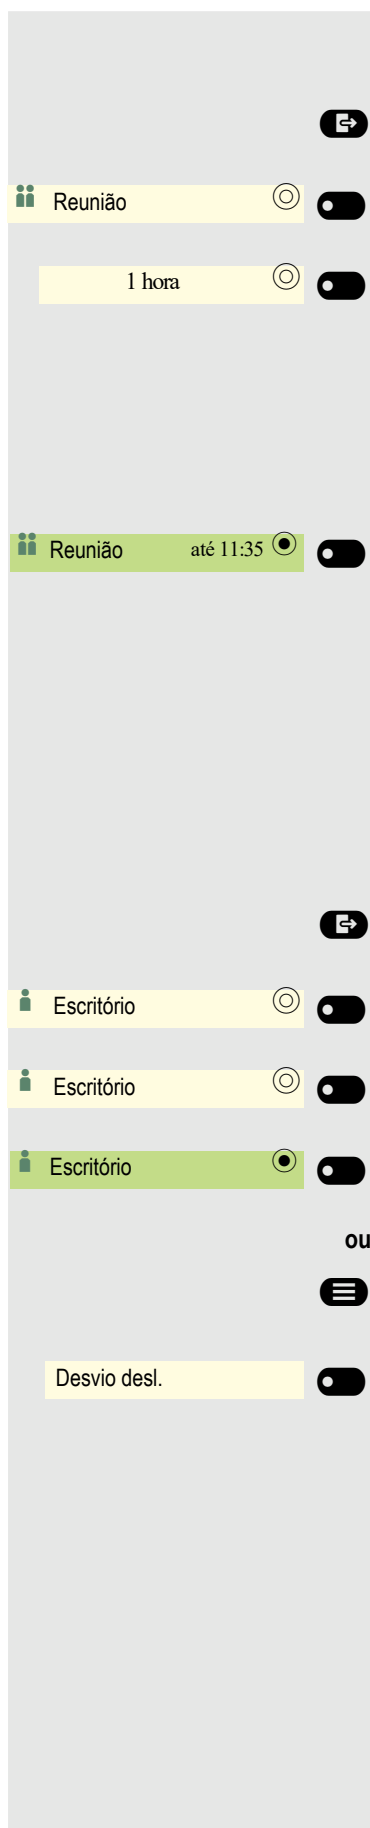 Reunião
1 hora
Reunião até 11:35
Escritório
Escritório
Escritório
ou
Desvio desl.